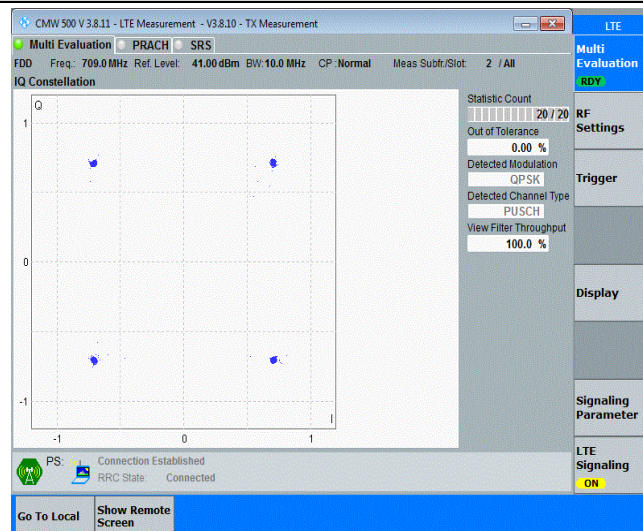 CMW 500 V 3.8.11 - LTE Measurement - V3.8.10 - TX Measurement
LTE
Multi Evaluation PRACH SRS
FDD Freq.: 709.0 MHz Ref. Level: 41.00 dBm BW: 10.0 MHz CP : Normal Meas Subfr./Slot: 2 / All
IQ Constellation
Q
1
0
-1
I
-1 0 1
Statistic Count
20 / 20
Out of Tolerance
0.00 %
Detected Modulation
QPSK
Detected Channel Type
PUSCH
View Filter Throughput
100.0 %
Multi
Evaluation
RDY
RF
Settings
Trigger
Display
Signaling
Parameter
LTE
Signaling
ON
PS: Connection Established
RRC State: Connected
Go To Local
Show Remote
Screen